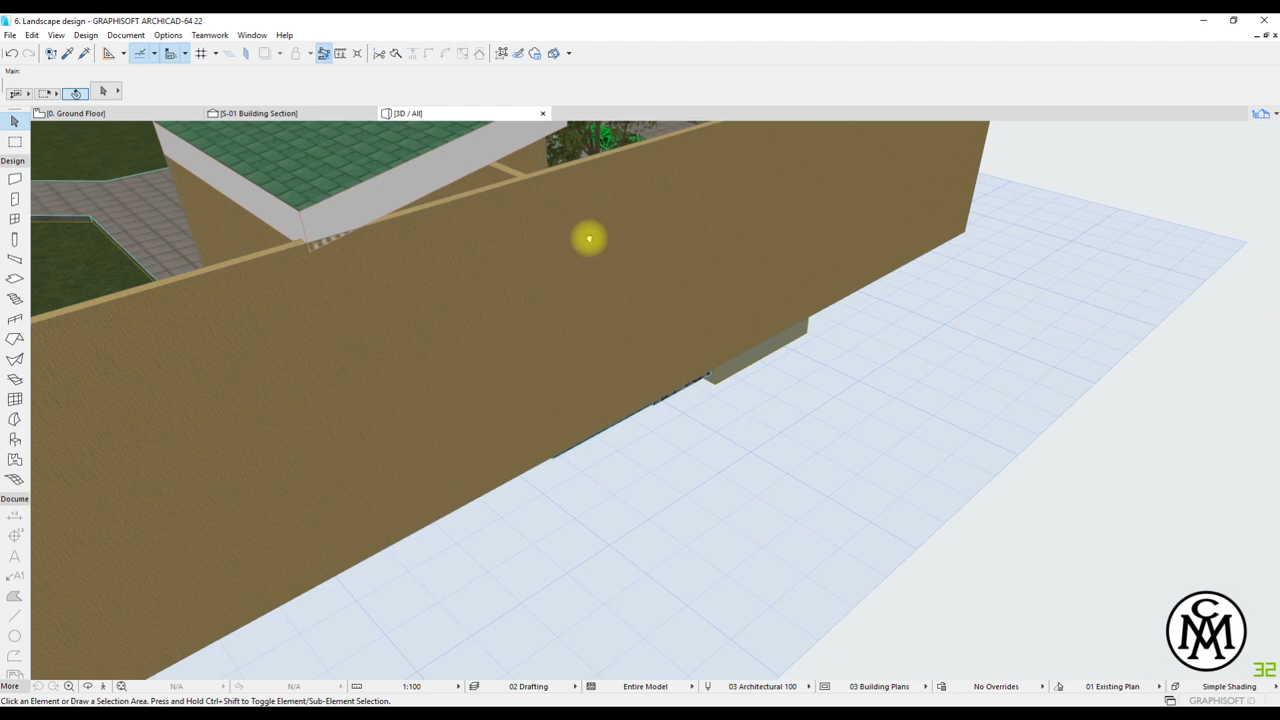 6. Landscape design - GRAPHISOFT ARCHICAD-64 22
File Edit View Design Document Options Teamwork Window Help
Main:
[0. Ground Floor] [S-01 Building Section] [3D / All]
Design
Docume
A
A1
More N/A N/A 1:100 02 Drafting Entire Model 03 Architectural 100 03 Building Plans No Overrides 01 Existing Plan Simple Shading
Click an Element or Draw a Selection Area. Press and Hold Ctrl+Shift to Toggle Element/Sub-Element Selection.
GRAPHISOFT ID
32